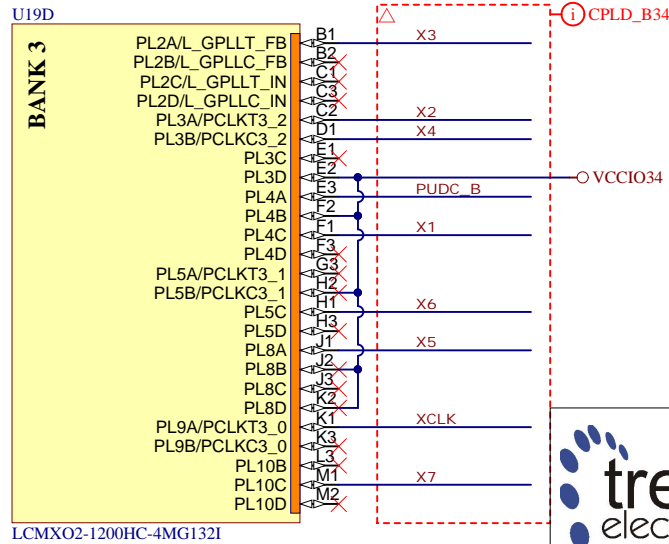 U19D
CPLD_B34
BANK 3
PL2A/L_GPLLT_FB B1 X3
PL2B/L_GPLLC_FB B2
PL2C/L_GPLLT_IN C1
PL2D/L_GPLLC_IN C3
PL3A/PCLKT3_2 C2 X2
PL3B/PCLKC3_2 D1 X4
PL3C E1
PL3D E2 VCCIO34
PL4A E3 PUDC_B
PL4B F2
PL4C F1 X1
PL4D F3
PL5A/PCLKT3_1 G3
PL5B/PCLKC3_1 H2
PL5C H1 X6
PL5D H3
PL8A J1 X5
PL8B J2
PL8C J3
PL8D K2
PL9A/PCLKT3_0 K1 XCLK
PL9B/PCLKC3_0 K3
PL10B L3
PL10C M1 X7
PL10D M2
LCMXO2-1200HC-4MG132I
tre
elec